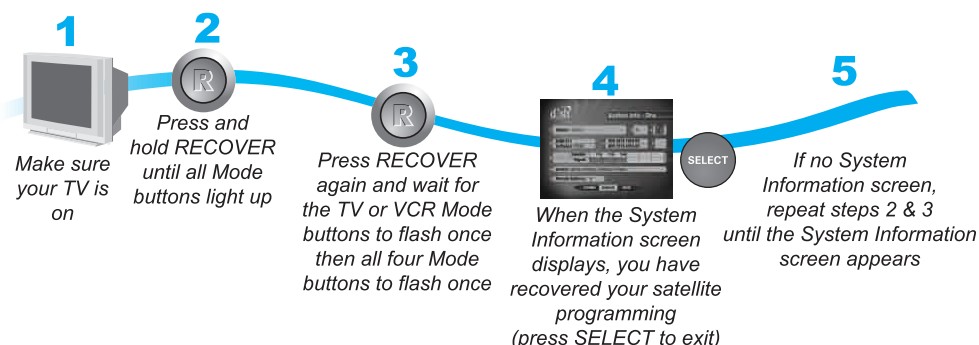 1
Make sure
your TV is
on
2
R
Press and
hold RECOVER
until all Mode
buttons light up
3
R
Press RECOVER
again and wait for
the TV or VCR Mode
buttons to flash once
then all four Mode
buttons to flash once
4
System Info - One
SELECT
When the System
Information screen
displays, you have
recovered your satellite
programming
(press SELECT to exit)
5
If no System
Information screen,
repeat steps 2 & 3
until the System Information
screen appears